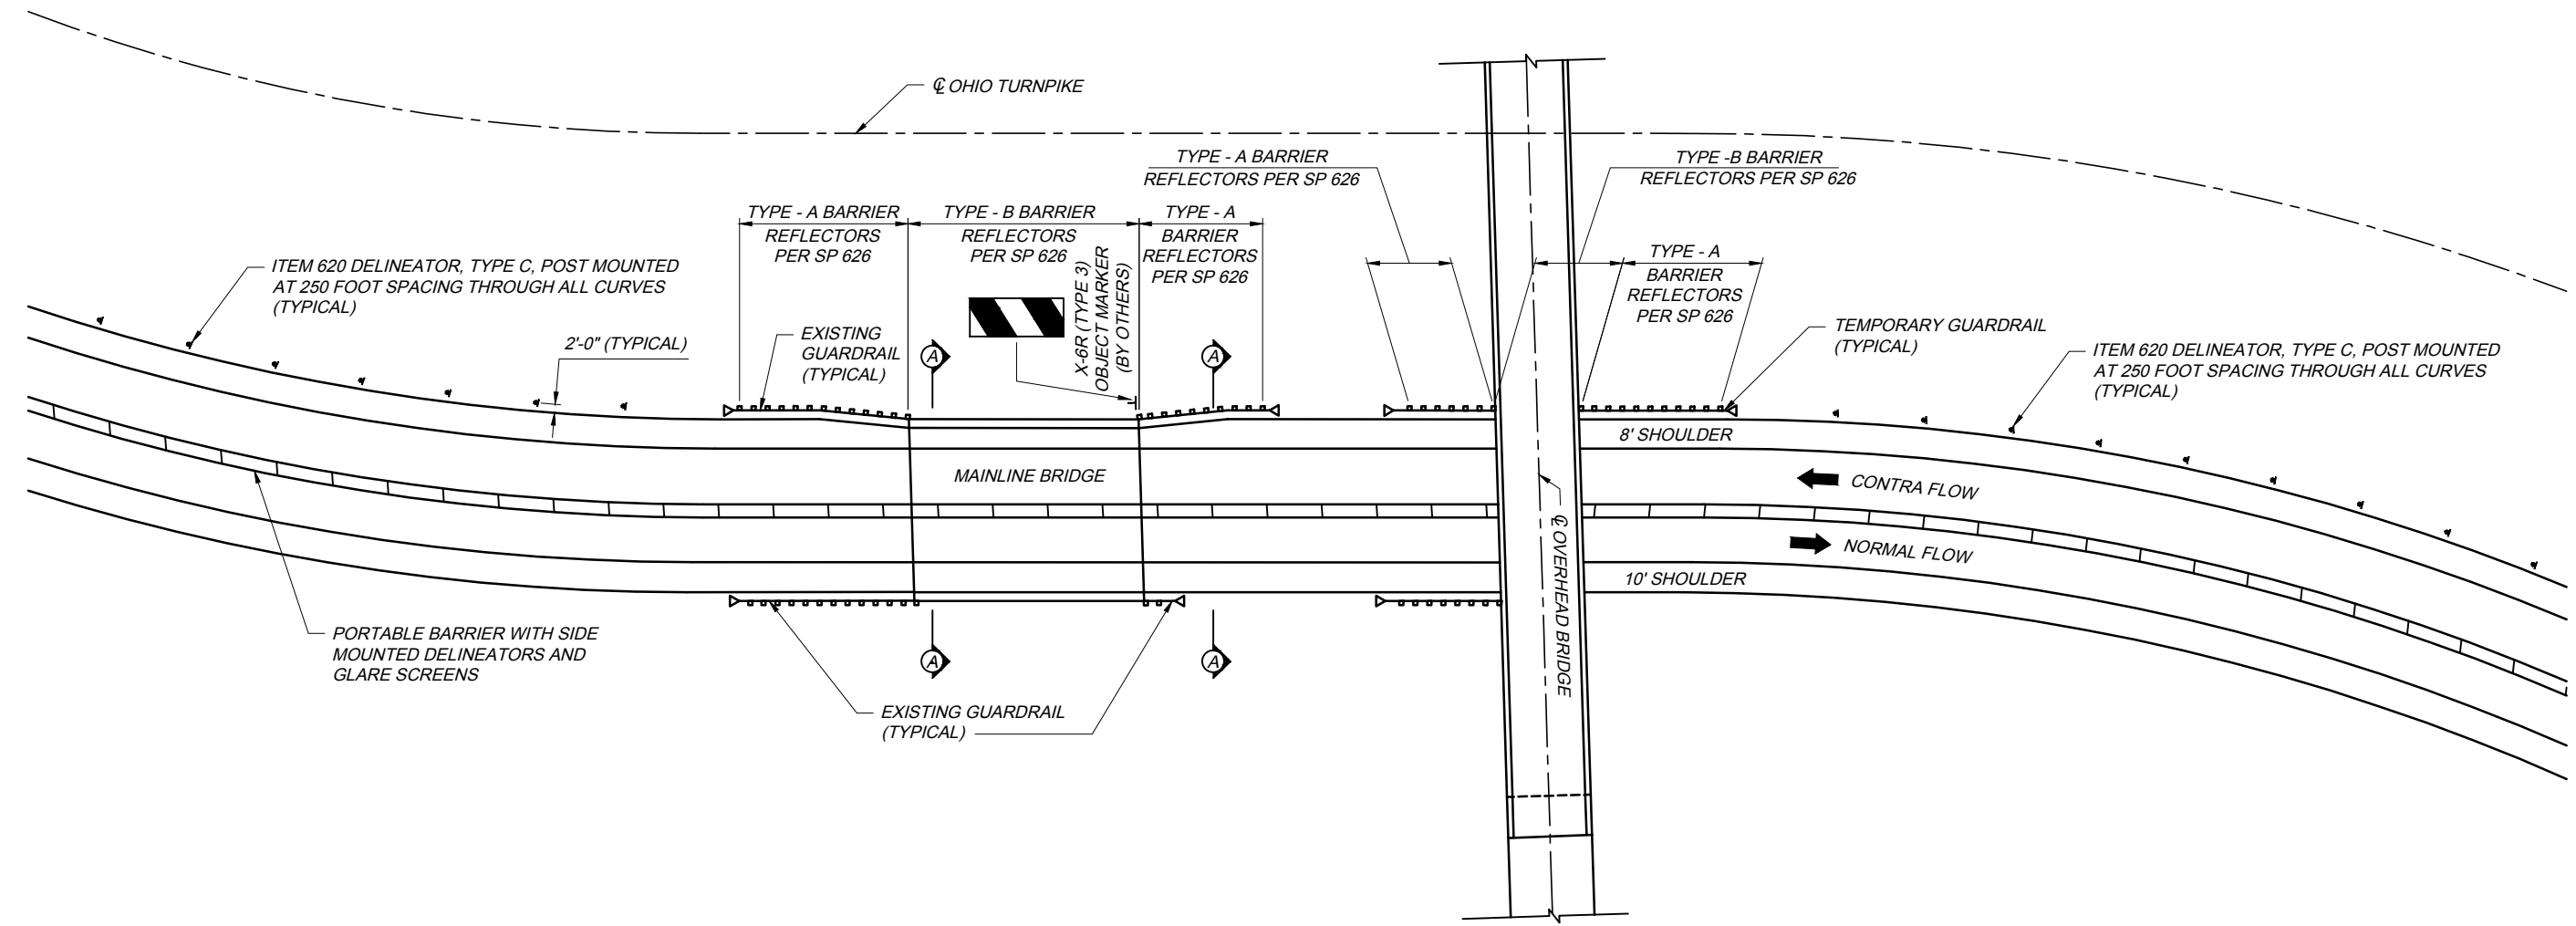 ℄ OHIO TURNPIKE
TYPE - A BARRIER
REFLECTORS PER SP 626
TYPE -B BARRIER
REFLECTORS PER SP 626
TYPE - A BARRIER
REFLECTORS
PER SP 626
TYPE - B BARRIER
REFLECTORS
PER SP 626
TYPE - A
BARRIER
REFLECTORS
PER SP 626
TYPE - A
BARRIER
REFLECTORS
PER SP 626
ITEM 620 DELINEATOR, TYPE C, POST MOUNTED
AT 250 FOOT SPACING THROUGH ALL CURVES
(TYPICAL)
2'-0" (TYPICAL)
EXISTING
GUARDRAIL
(TYPICAL)
A
X-6R (TYPE 3)
OBJECT MARKER
(BY OTHERS)
A
TEMPORARY GUARDRAIL
(TYPICAL)
ITEM 620 DELINEATOR, TYPE C, POST MOUNTED
AT 250 FOOT SPACING THROUGH ALL CURVES
(TYPICAL)
8' SHOULDER
MAINLINE BRIDGE
CONTRA FLOW
NORMAL FLOW
10' SHOULDER
℄ OVERHEAD BRIDGE
PORTABLE BARRIER WITH SIDE
MOUNTED DELINEATORS AND
GLARE SCREENS
A
A
EXISTING GUARDRAIL
(TYPICAL)